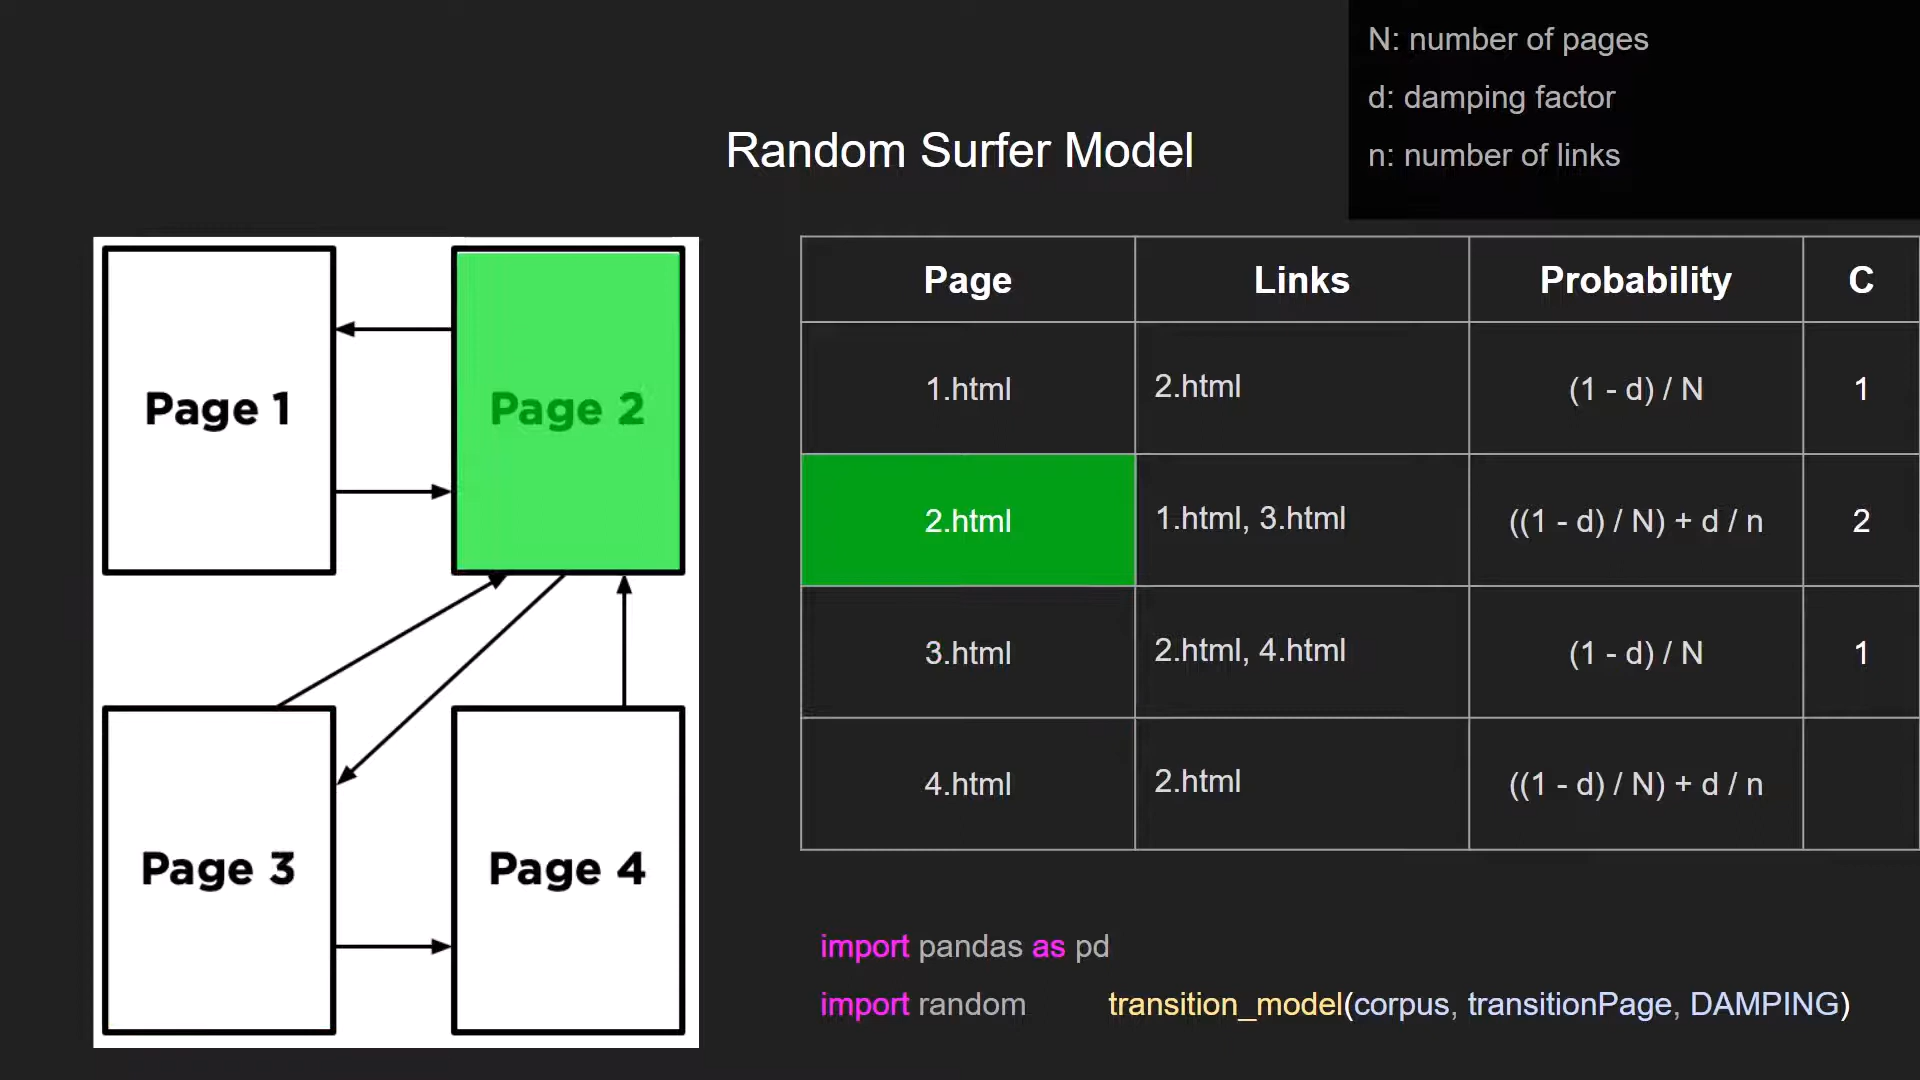 N: number of pages
d: damping factor
n: number of links
Random Surfer Model
Page 1
Page 2
Page 3
Page 4
Page Links Probability C
1.html 2.html (1 - d) / N 1
2.html 1.html, 3.html ((1 - d) / N) + d / n 2
3.html 2.html, 4.html (1 - d) / N 1
4.html 2.html ((1 - d) / N) + d / n
import pandas as pd
import random transition_model(corpus, transitionPage, DAMPING)